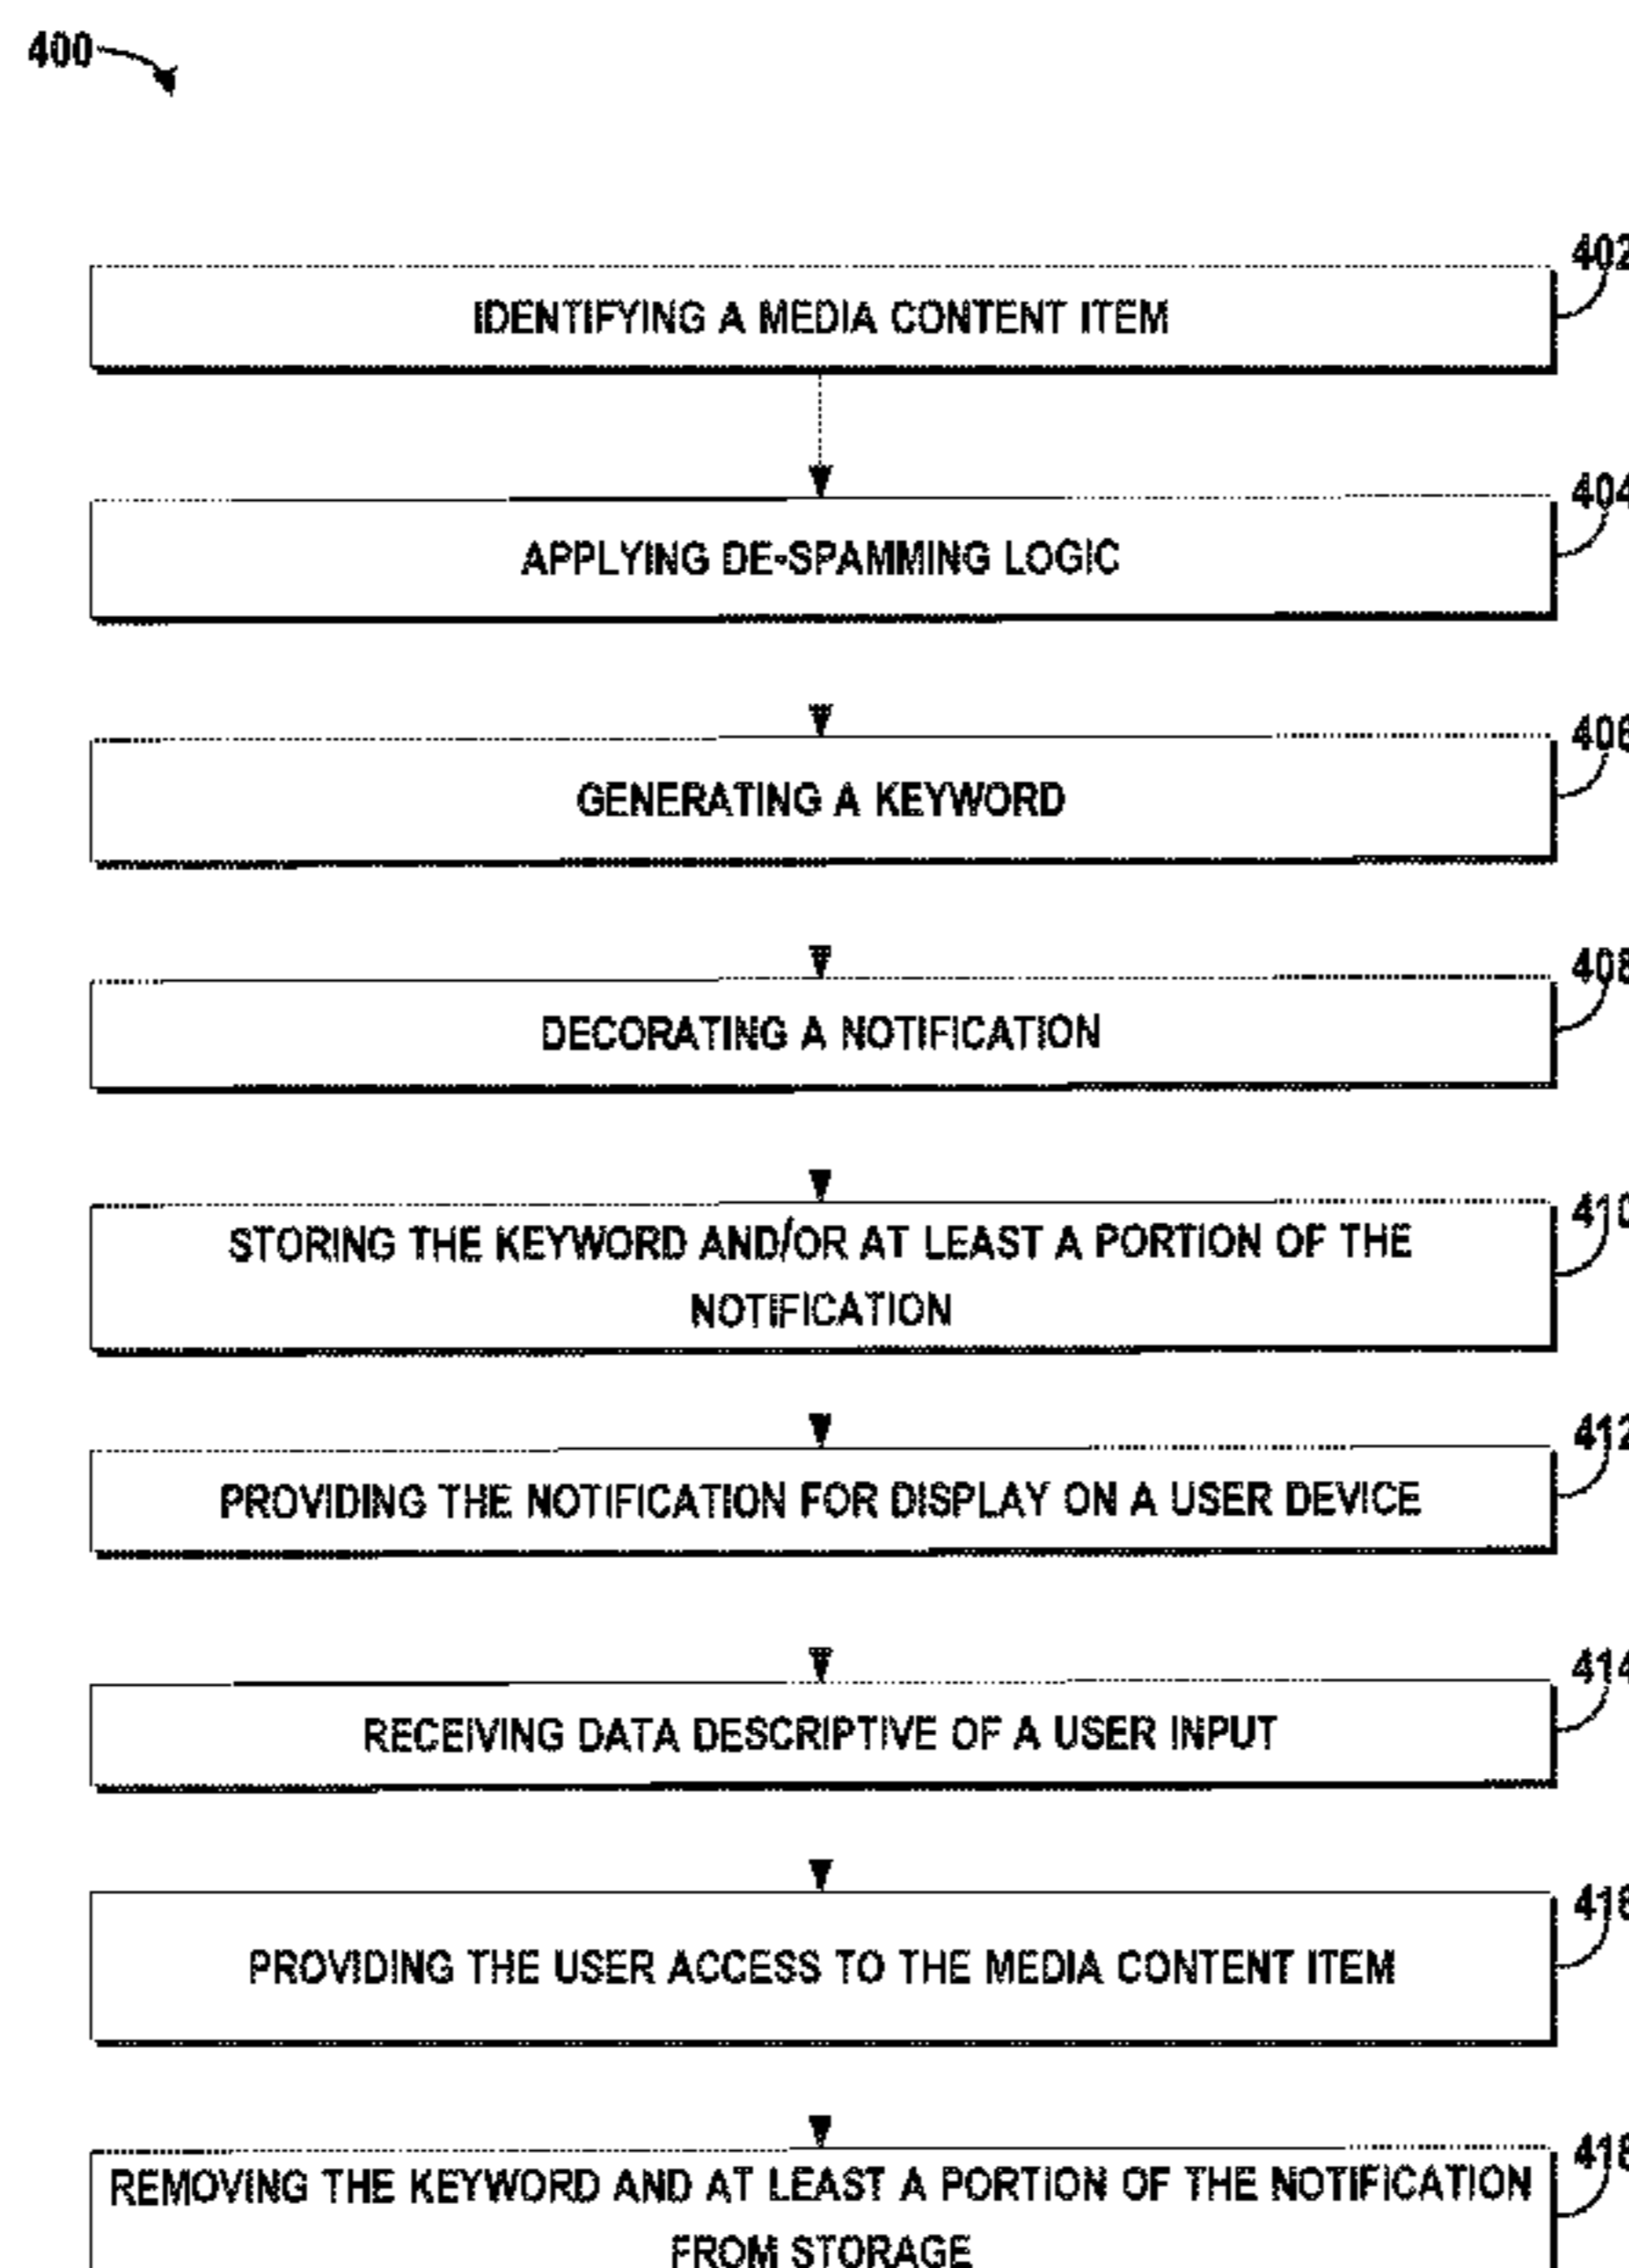 400
402
IDENTIFYING A MEDIA CONTENT ITEM
404
APPLYING DE-SPAMMING LOGIC
406
GENERATING A KEYWORD
408
DECORATING A NOTIFICATION
410
STORING THE KEYWORD AND/OR AT LEAST A PORTION OF THE
NOTIFICATION
412
PROVIDING THE NOTIFICATION FOR DISPLAY ON A USER DEVICE
414
RECEIVING DATA DESCRIPTIVE OF A USER INPUT
418
PROVIDING THE USER ACCESS TO THE MEDIA CONTENT ITEM
418
REMOVING THE KEYWORD AND AT LEAST A PORTION OF THE NOTIFICATION
FROM STORAGE